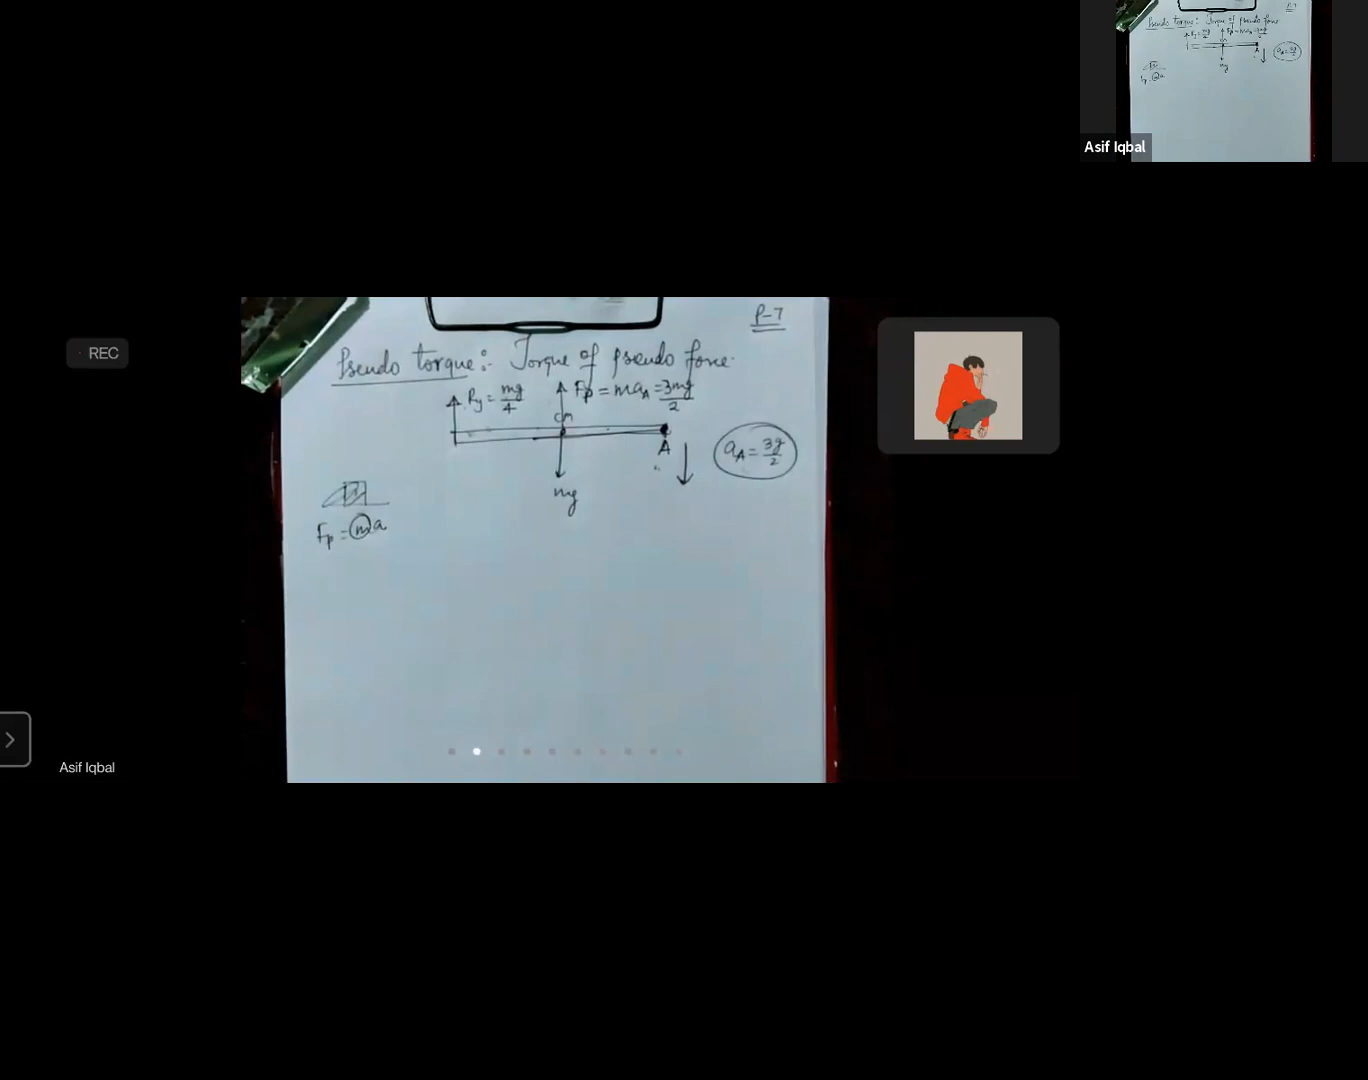 Asif Iqbal
REC
P-7
Pseudo torque:- Torque of pseudo force.
Ry = mg/4
Fp = maA = 3mg/2
cm
A
aA = 3g/2
mg
m
Fp = ma
Asif Iqbal